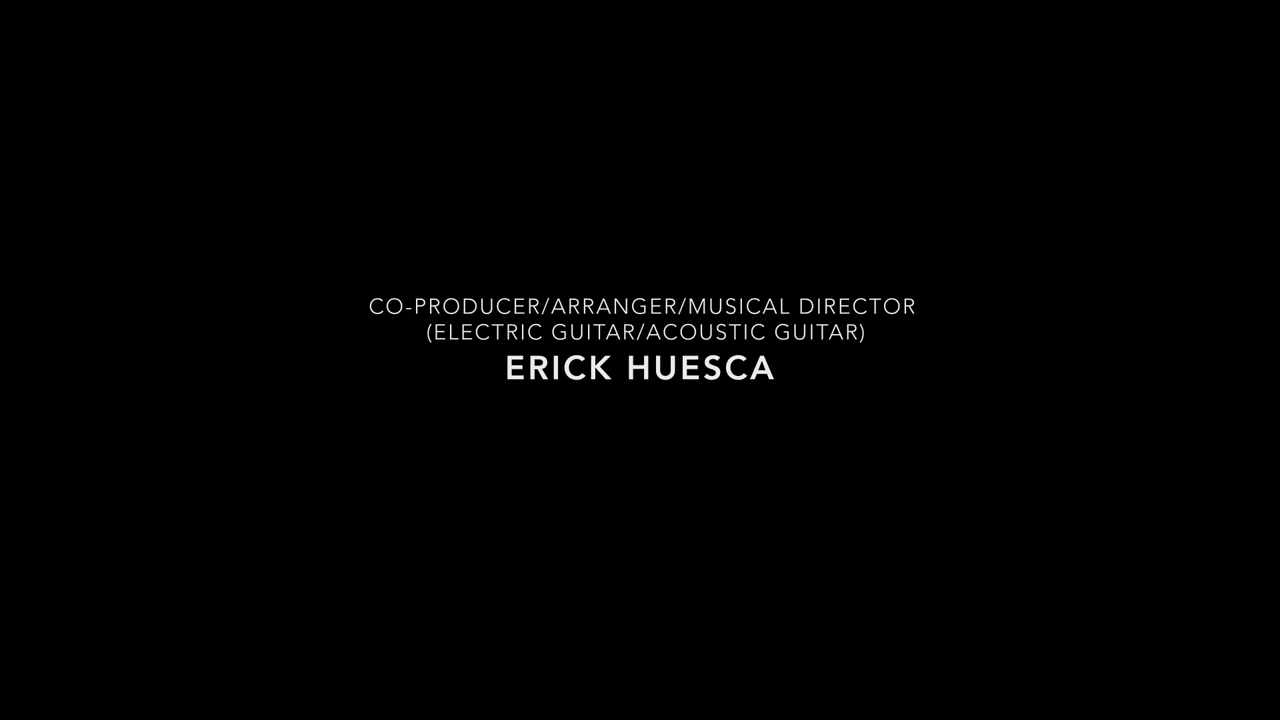 CO-PRODUCER/ARRANGER/MUSICAL DIRECTOR
(ELECTRIC GUITAR/ACOUSTIC GUITAR)
ERICK HUESCA